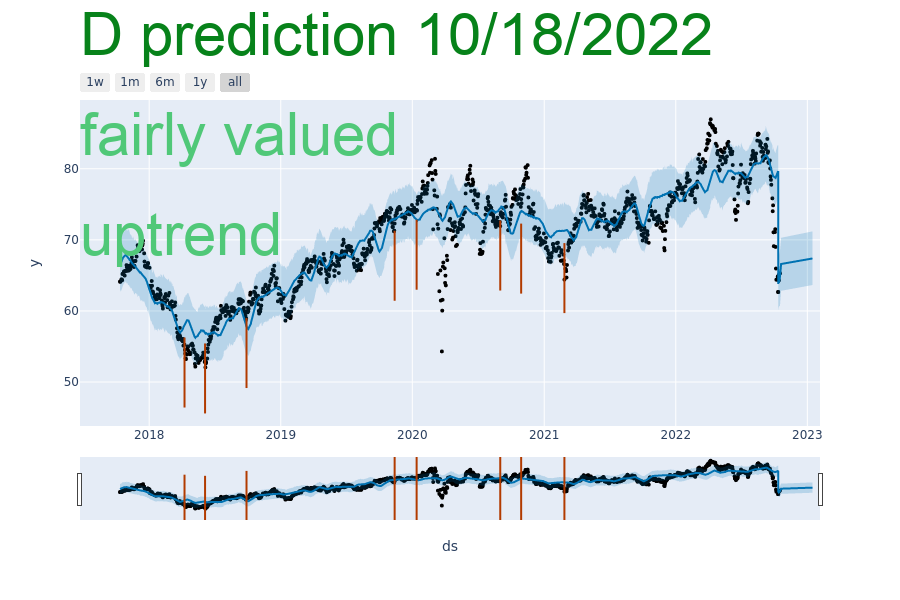 D prediction 10/18/2022
1w 1m 6m 1y all
fairly valued
uptrend
80
70
60
50
y
2018 2019 2020 2021 2022 2023
ds